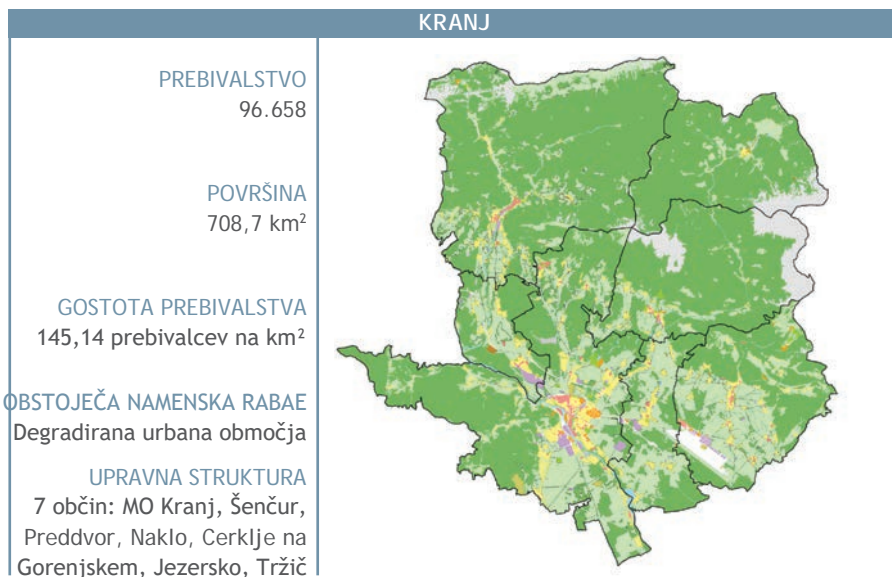 KRANJ
PREBIVALSTVO
96.658
POVRŠINA
708,7 km²
GOSTOTA PREBIVALSTVA
145,14 prebivalcev na km²
OBSTOJEČA NAMENSKA RABAE
Degradirana urbana območja
UPRAVNA STRUKTURA
7 občin: MO Kranj, Šenčur,
Preddvor, Naklo, Cerklje na
Gorenjskem, Jezersko, Tržič